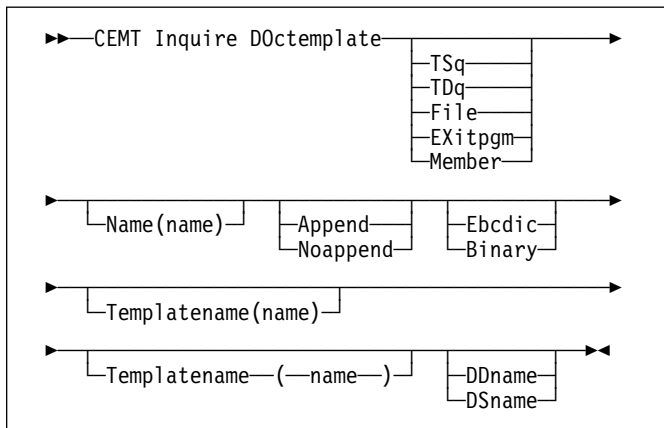 CEMT Inquire DOctemplate
TSq
TDq
File
EXitpgm
Member
Name(name) Append Ebcdic
Noappend Binary
Templatename(name)
Templatename ( name ) DDname
DSname